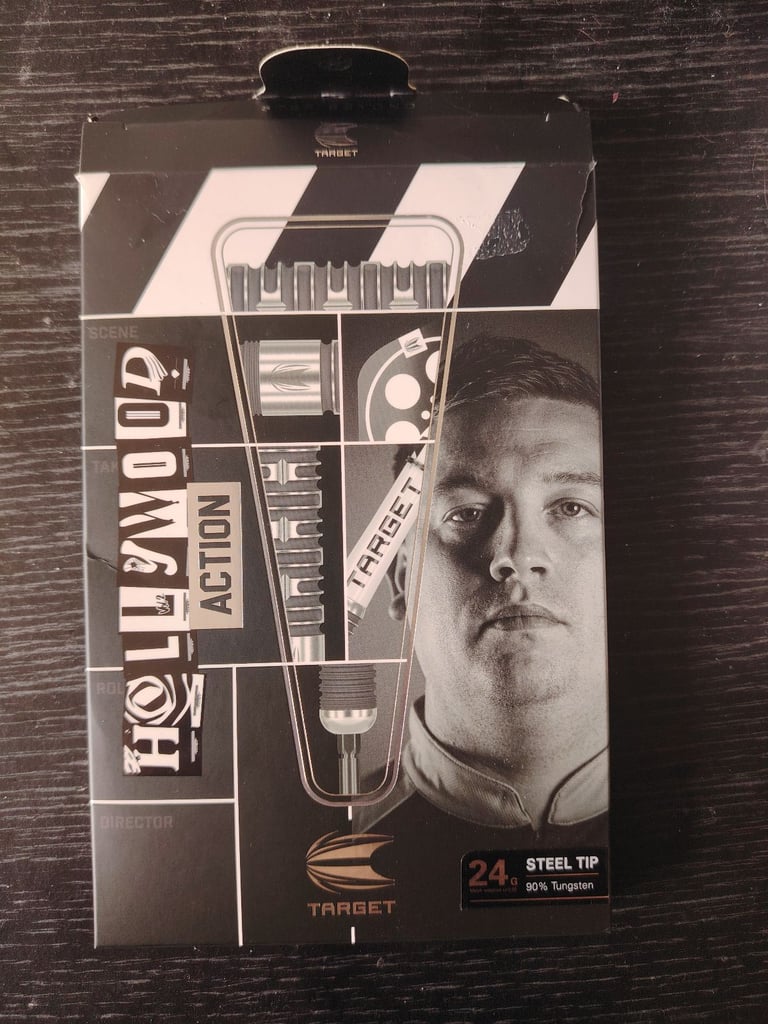 TARGET
SCENE
HOLLYWOOD
ACTION
TARGET
DIRECTOR
TARGET
24G
STEEL TIP
90% Tungsten